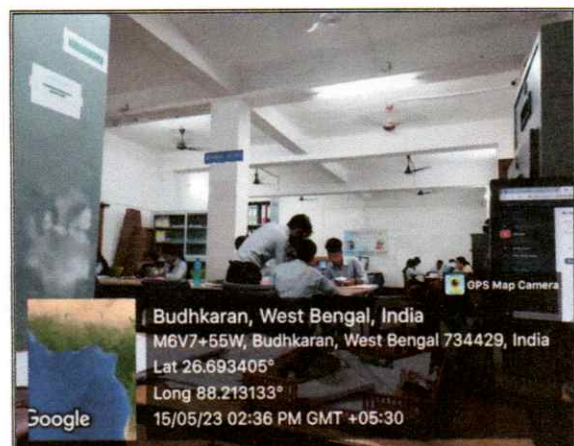 GPS Map Camera
Budhkaran, West Bengal, India
M6V7+55W, Budhkaran, West Bengal 734429, India
Lat 26.693405°
Long 88.213133°
15/05/23 02:36 PM GMT +05:30
Google